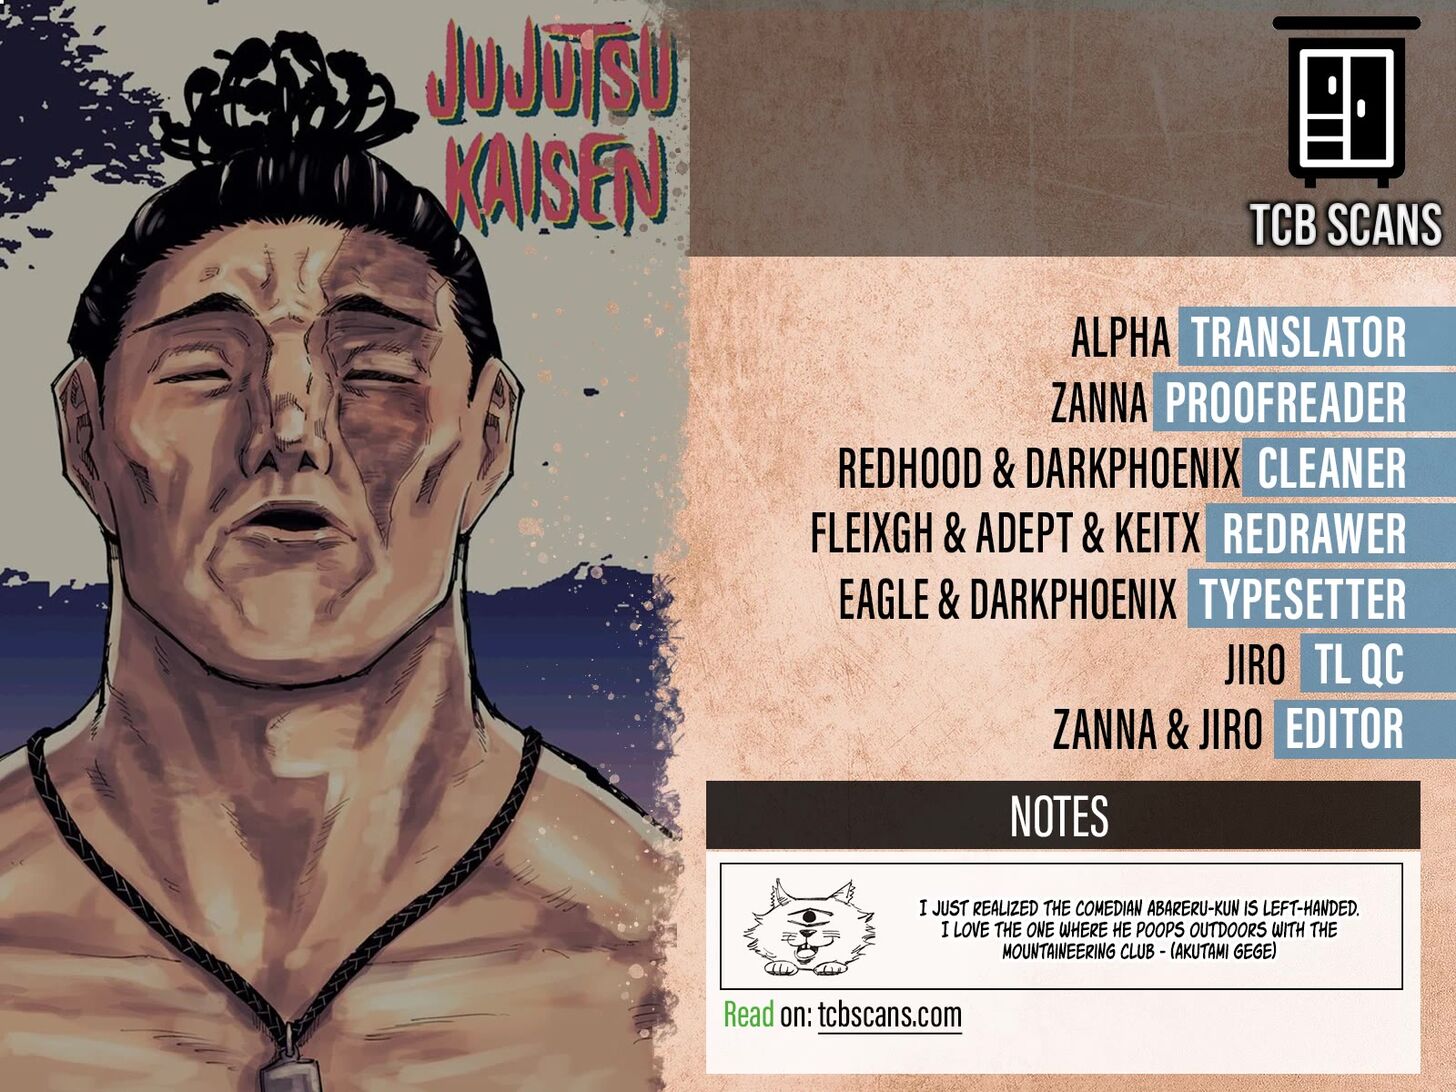 JUJUTSU
KAISEN
TCB SCANS
ALPHA TRANSLATOR
ZANNA PROOFREADER
REDHOOD & DARKPHOENIX CLEANER
FLEIXGH & ADEPT & KEITX REDRAWER
EAGLE & DARKPHOENIX TYPESETTER
JIRO TL QC
ZANNA & JIRO EDITOR
NOTES
I JUST REALIZED THE COMEDIAN ABARERU-KUN IS LEFT-HANDED.
I LOVE THE ONE WHERE HE POOPS OUTDOORS WITH THE
MOUNTAINEERING CLUB - (AKUTAMI GEGE)
Read on: tcbscans.com